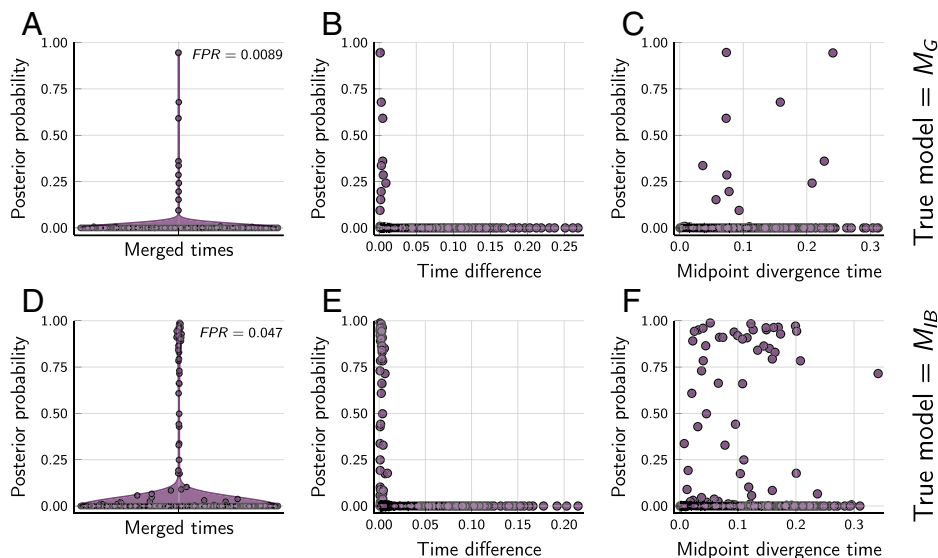 A
B
C
Posterior probability
1.00
0.75
0.50
0.25
0.00
FPR = 0.0089
Merged times
Posterior probability
1.00
0.75
0.50
0.25
0.00
0.00 0.05 0.10 0.15 0.20 0.25
Time difference
Posterior probability
1.00
0.75
0.50
0.25
0.00
0.0 0.1 0.2 0.3
Midpoint divergence time
True model = M_G
D
E
F
Posterior probability
1.00
0.75
0.50
0.25
0.00
FPR = 0.047
Merged times
Posterior probability
1.00
0.75
0.50
0.25
0.00
0.00 0.05 0.10 0.15 0.20
Time difference
Posterior probability
1.00
0.75
0.50
0.25
0.00
0.0 0.1 0.2 0.3
Midpoint divergence time
True model = M_IB